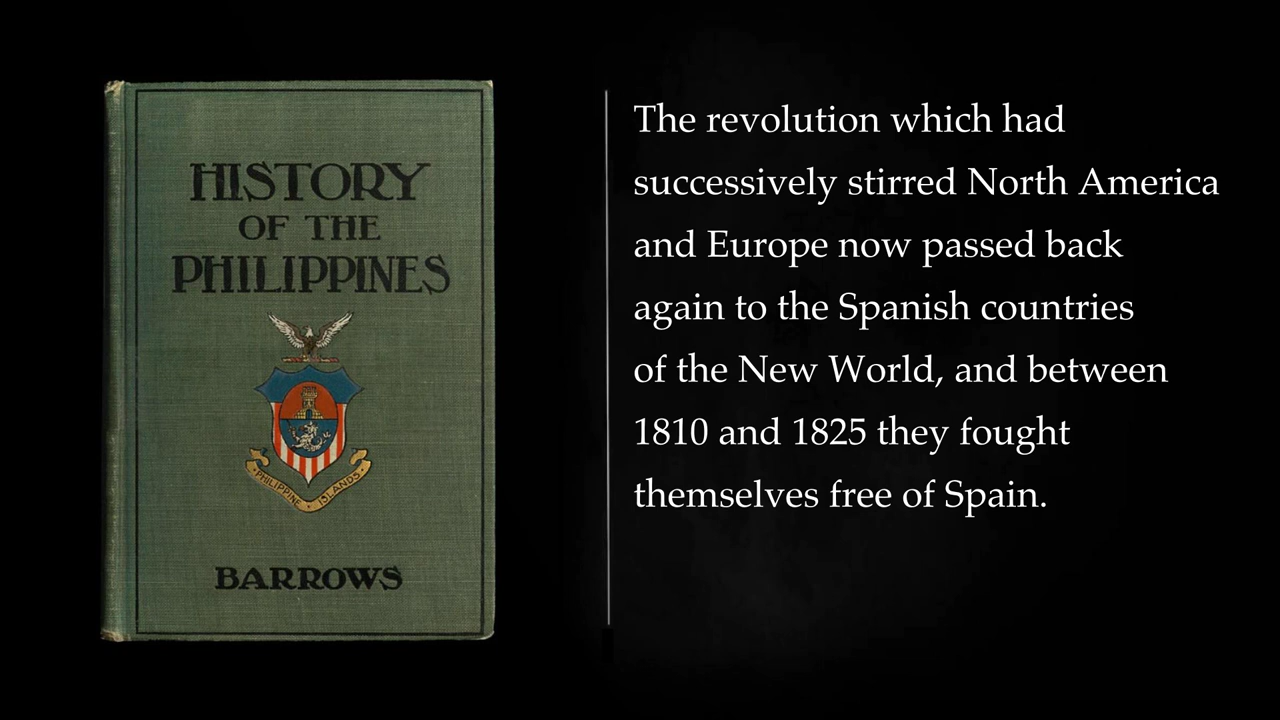 HISTORY
OF THE
PHILIPPINES
PHILIPPINE ISLANDS
BARROWS
The revolution which had
successively stirred North America
and Europe now passed back
again to the Spanish countries
of the New World, and between
1810 and 1825 they fought
themselves free of Spain.